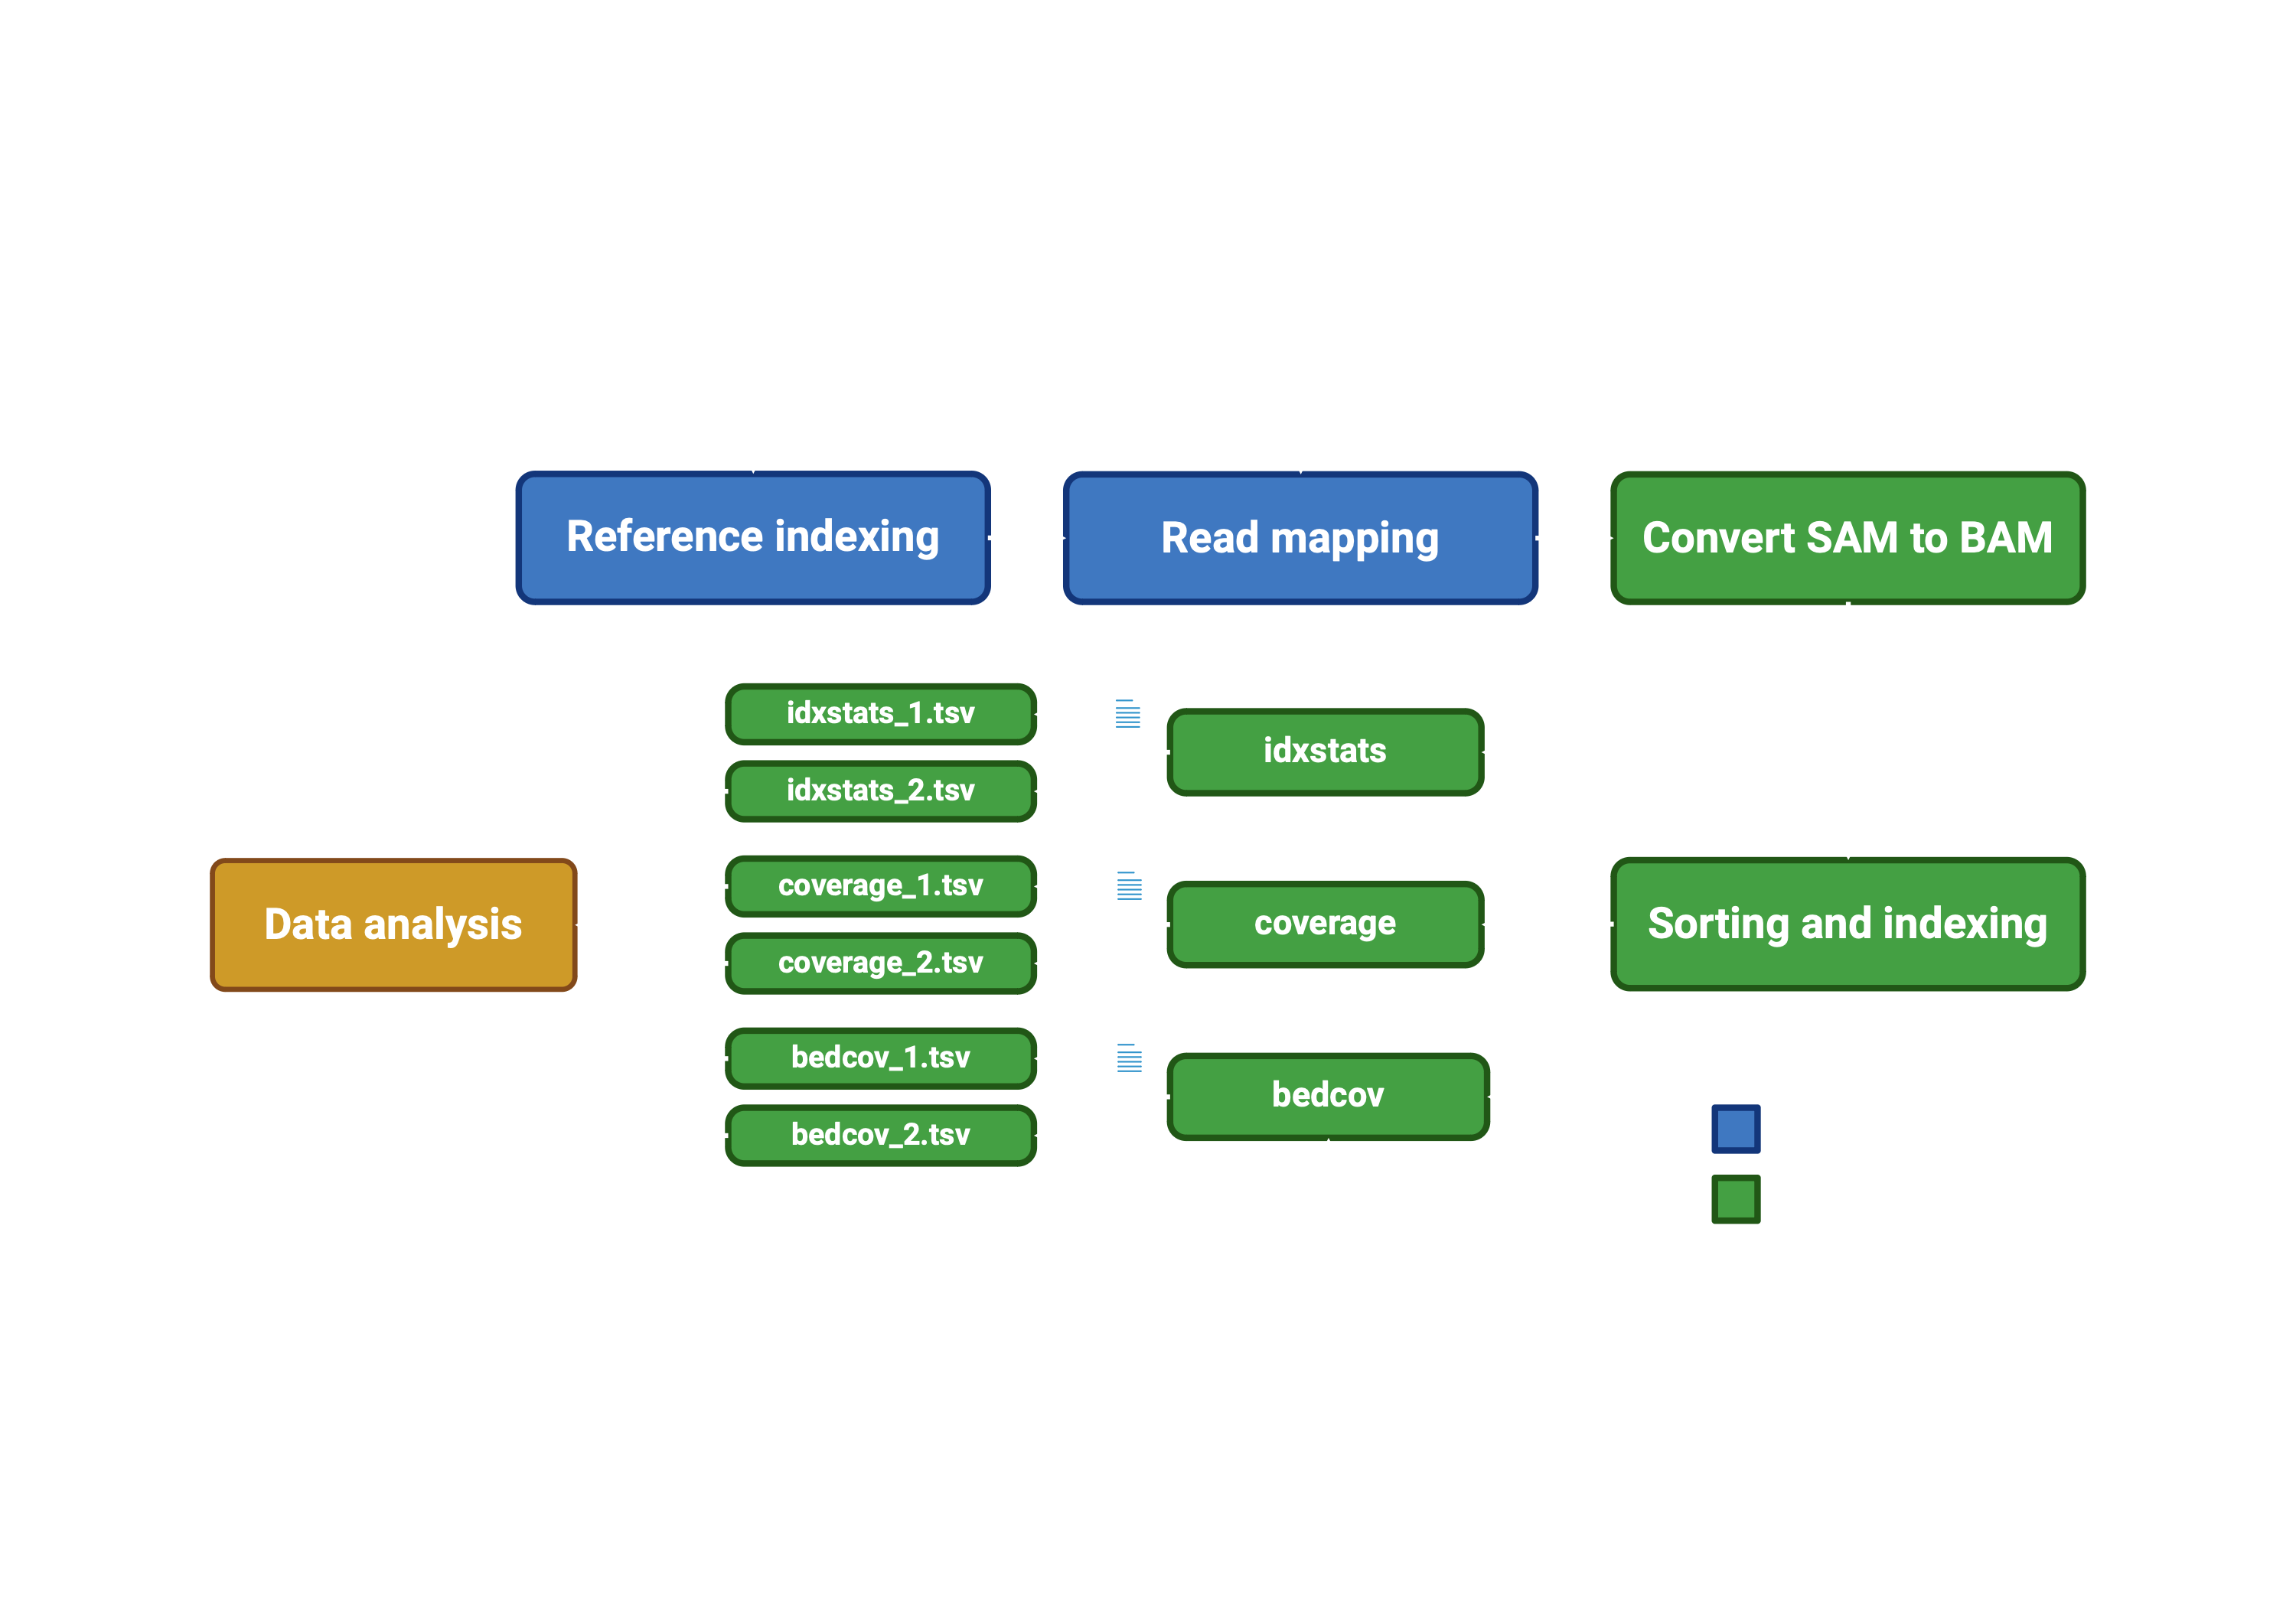 Reference indexing
Read mapping
Convert SAM to BAM
idxstats_1.tsv
idxstats_2.tsv
idxstats
coverage_1.tsv
coverage_2.tsv
coverage
bedcov_1.tsv
bedcov_2.tsv
bedcov
Data analysis
Sorting and indexing